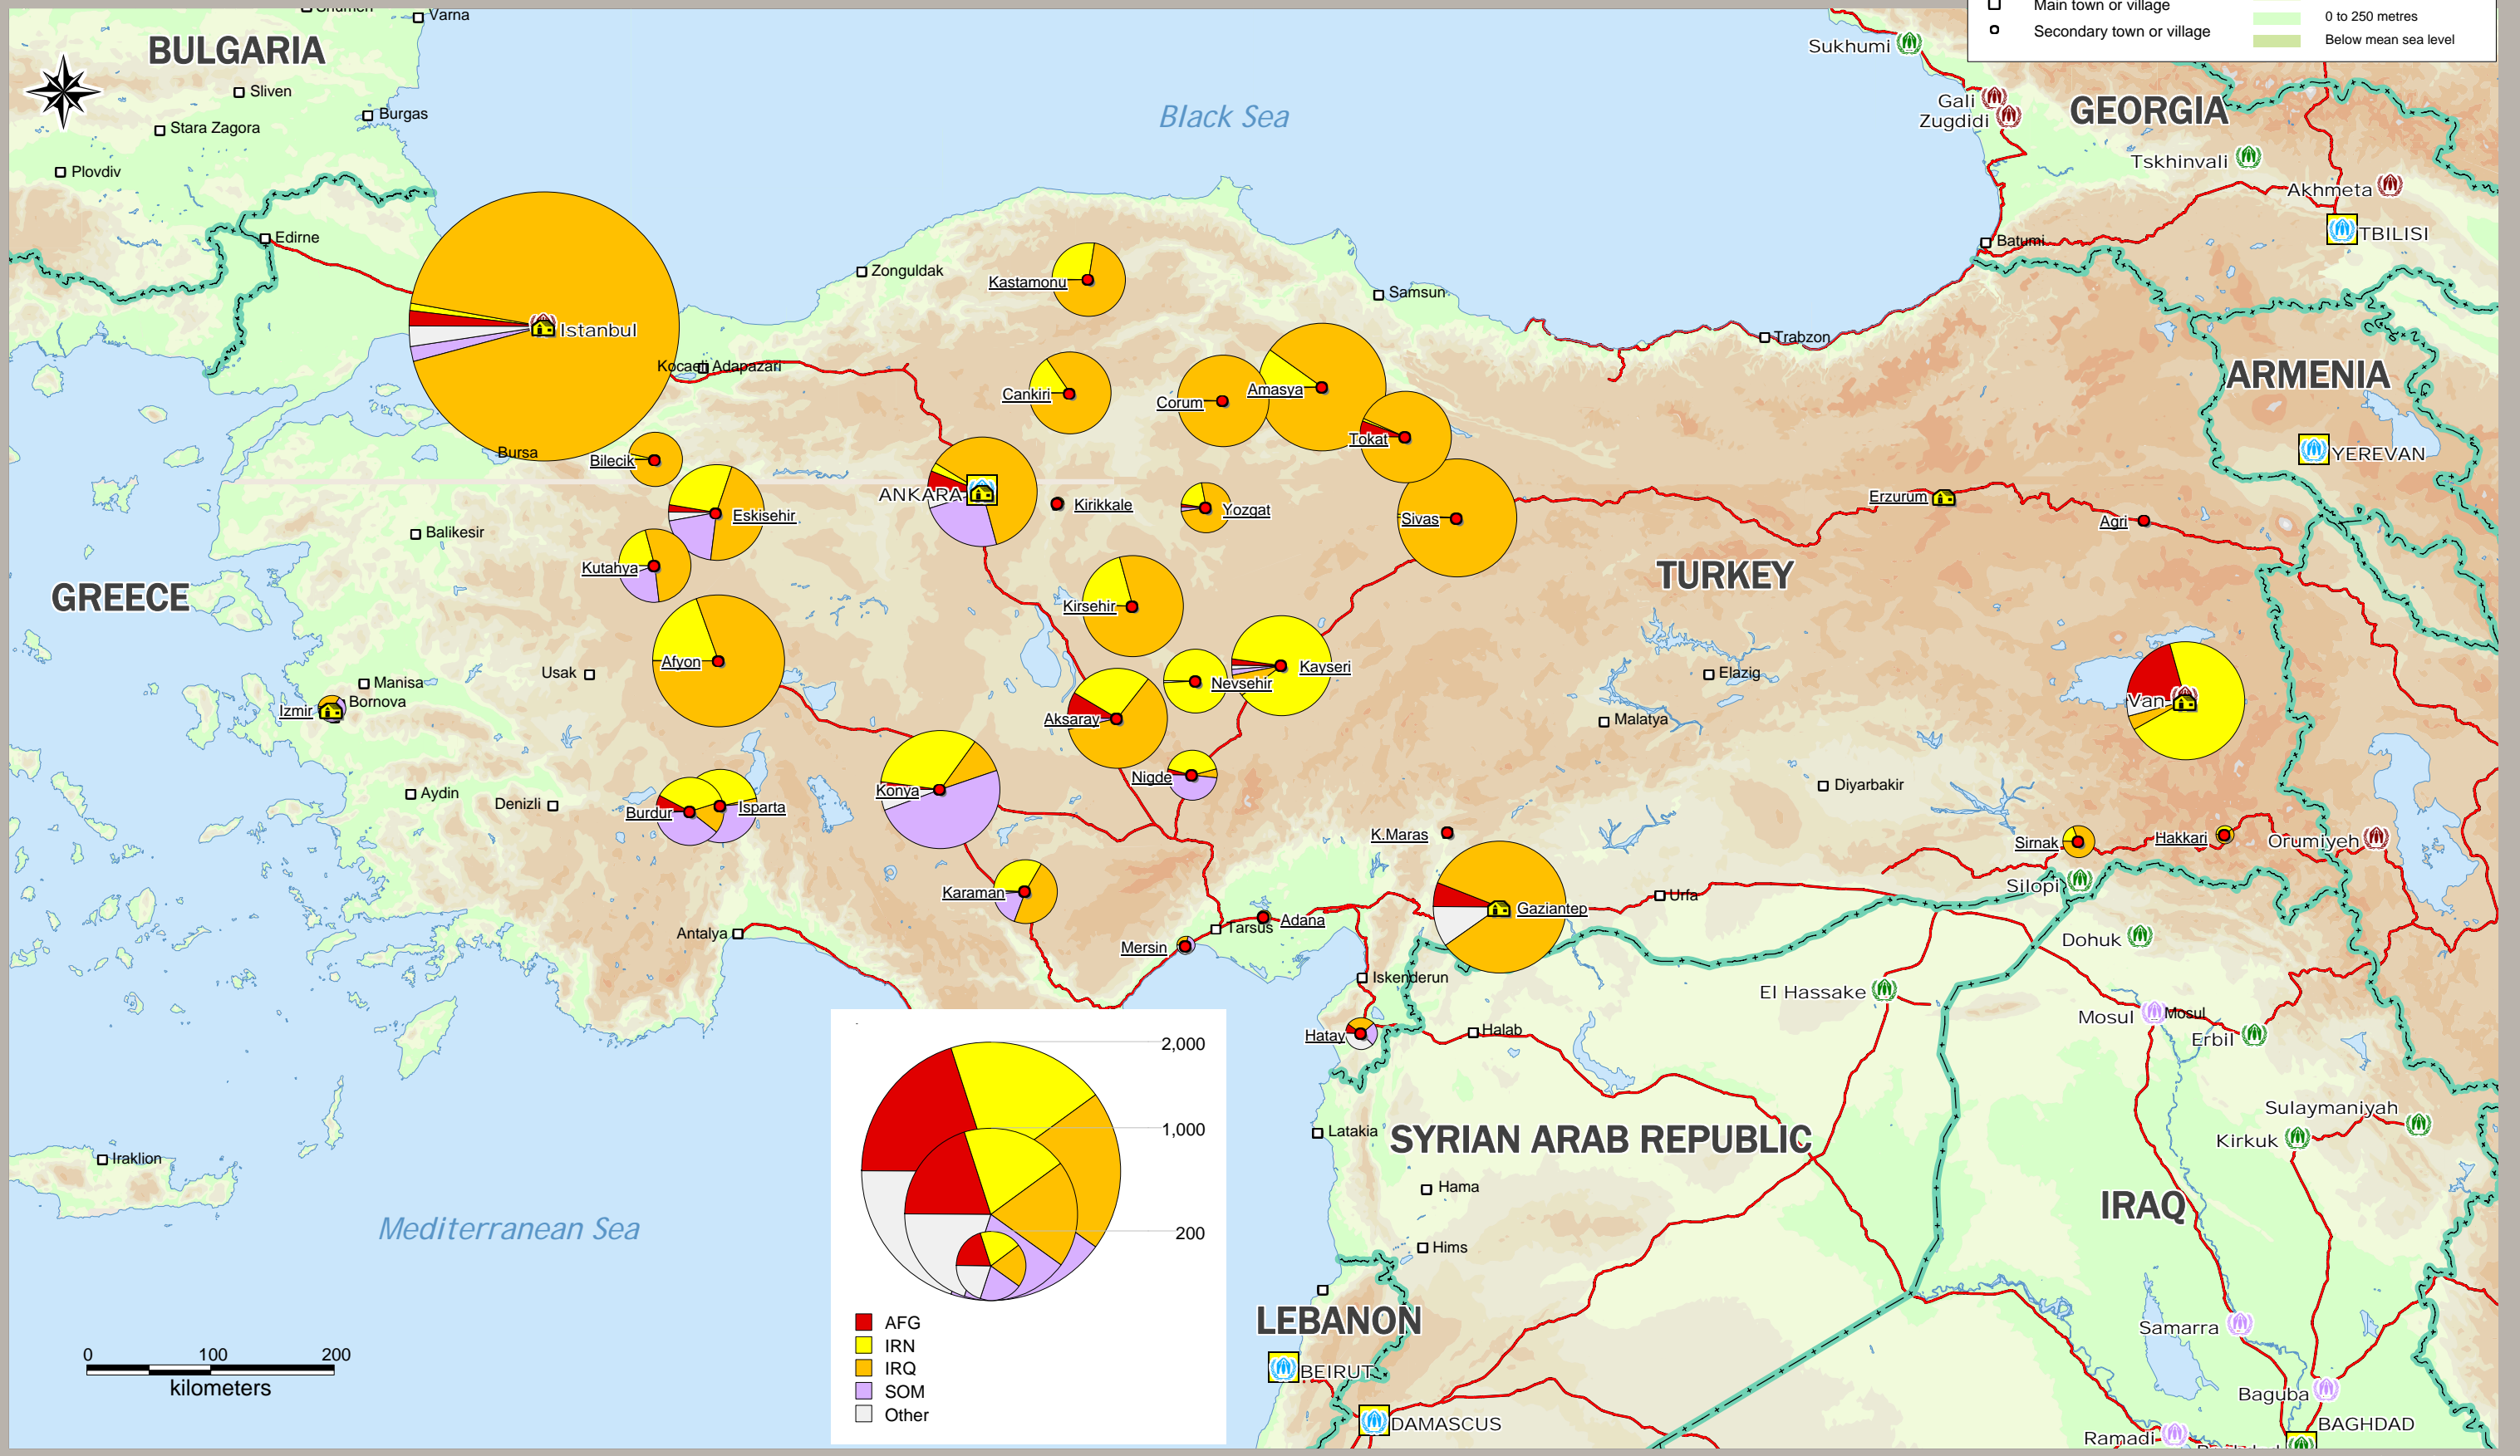 Varna
Main town or village
0 to 250 metres
Secondary town or village
Below mean sea level
BULGARIA
Sukhumi
Sliven
Gali
GEORGIA
Burgas
Black Sea
Zugdidi
Stara Zagora
Tskhinvali
Plovdiv
Akhmeta
TBILISI
Edirne
Batumi
Zonguldak
Kastamonu
Samsun
Istanbul
Trabzon
Kocaeli
Adapazari
ARMENIA
Cankiri
Corum
Amasya
Tokat
Bursa
Bilecik
YEREVAN
ANKARA
Kirikkale
Yozgat
Erzurum
Eskisehir
Sivas
Agri
Balikesir
Kutahya
TURKEY
GREECE
Kirsehir
Afyon
Kayseri
Usak
Elazig
Manisa
Nevsehir
Bornova
Van
Izmir
Aksaray
Malatya
Nigde
Diyarbakir
Konya
Aydin
Denizli
Burdur
Isparta
K.Maras
Hakkari
Sirnak
Orumiyeh
Silopi
Karaman
Urfa
Gaziantep
Adana
Tarsus
Antalya
Mersin
Dohuk
Iskenderun
El Hassake
Mosul
Mosul
Halab
Hatay
Erbil
2,000
Sulaymaniyah
1,000
Latakia
SYRIAN ARAB REPUBLIC
Kirkuk
Iraklion
Hama
IRAQ
Mediterranean Sea
200
Hims
LEBANON
AFG
Samarra
IRN
0 100 200
IRQ
BEIRUT
kilometers
SOM
Baguba
Other
DAMASCUS
BAGHDAD
Ramadi